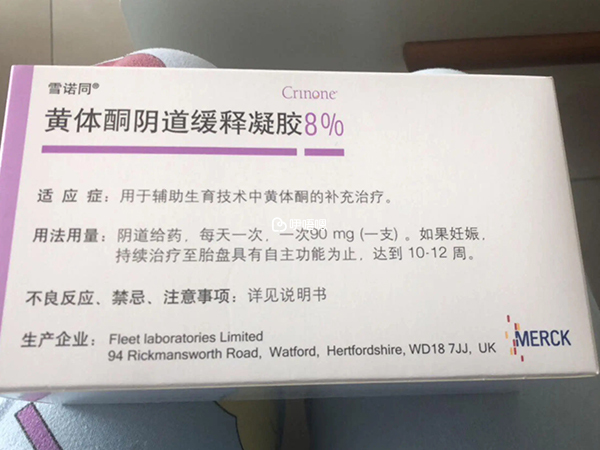 雪诺同®
Crinone®
黄体酮阴道缓释凝胶8%
适 应 症：用于辅助生育技术中黄体酮的补充治疗。
用法用量：阴道给药，每天一次，一次90 mg (一支) 。如果妊娠，
持续治疗至胎盘具有自主功能为止，达到 10-12 周。
不良反应、禁忌、注意事项：详见说明书
生产企业：Fleet laboratories Limited
94 Rickmansworth Road, Watford, Hertfordshire, WD18 7JJ, UK
MERCK